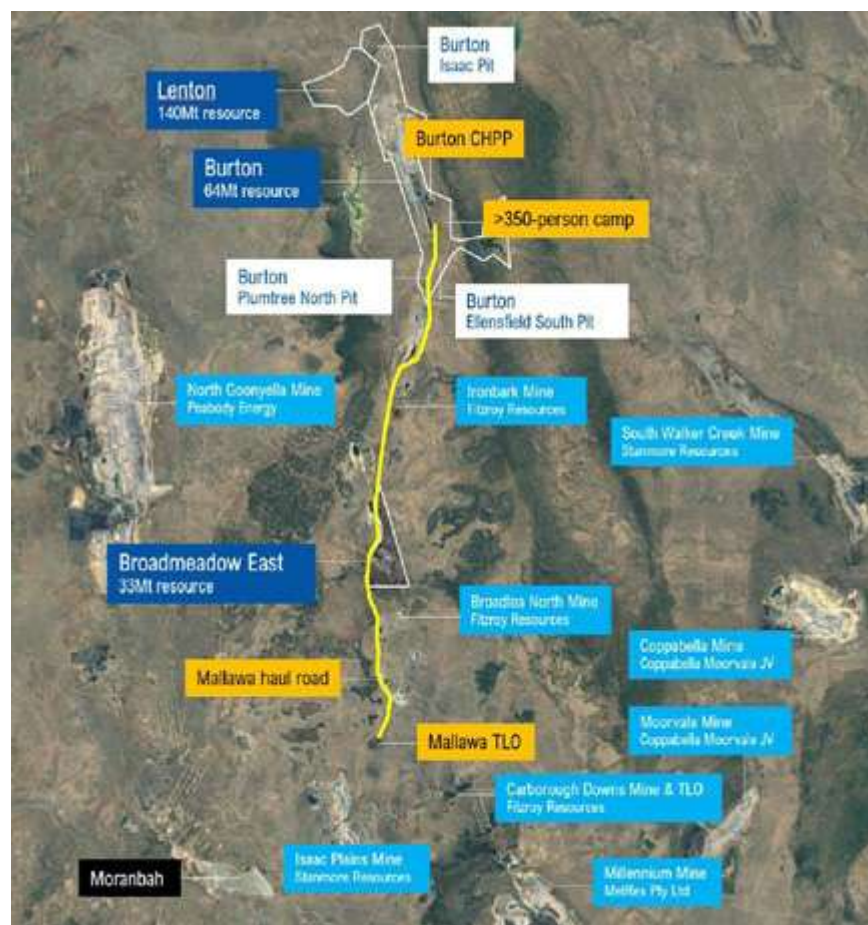 Burton
Isaac Pit
Lenton
140Mt resource
Burton CHPP
Burton
64Mt resource
>350-person camp
Burton
Plumtree North Pit
Burton
Ellensfield South Pit
North Goonyella Mine
Peabody Energy
Ironbark Mine
Fitzroy Resources
South Walker Creek Mine
Stanmore Resources
Broadmeadow East
33Mt resource
Broadlea North Mine
Fitzroy Resources
Coppabella Mine
Coppabella Moorvale JV
Mallawa haul road
Moorvale Mine
Coppabella Moorvale JV
Mallawa TLO
Carborough Downs Mine & TLO
Fitzroy Resources
Isaac Plains Mine
Stanmore Resources
Moranbah
Millennium Mine
MetRes Pty Ltd